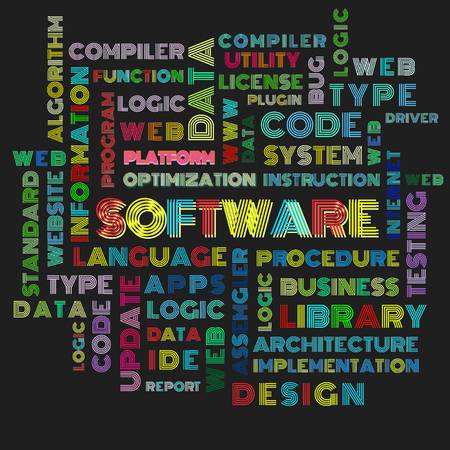 ALGORITHM
COMPILER
DATA
COMPILER
LOGIC
UTILITY
BUG
WEB
INFORMATION
FUNCTION
LICENSE
TYPE
PROGRAM
LOGIC
WWW
PLUGIN
DRIVER
WEB
DATA
CODE
WEB
WEB
PLATFORM
SYSTEM
INTERNET
STANDARD
WEBSITE
OPTIMIZATION
INSTRUCTION
WEB
SOFTWARE
TESTING
LANGUAGE
ASSEMGLER
PROCEDURE
TYPE
UPDATE
APPS
LOGIC
BUSINESS
DATA
CODE
LOGIC
LIBRARY
LOGIC
DATA
WEB
ARCHITECTURE
IDE
IMPLEMENTATION
REPORT
DESIGN